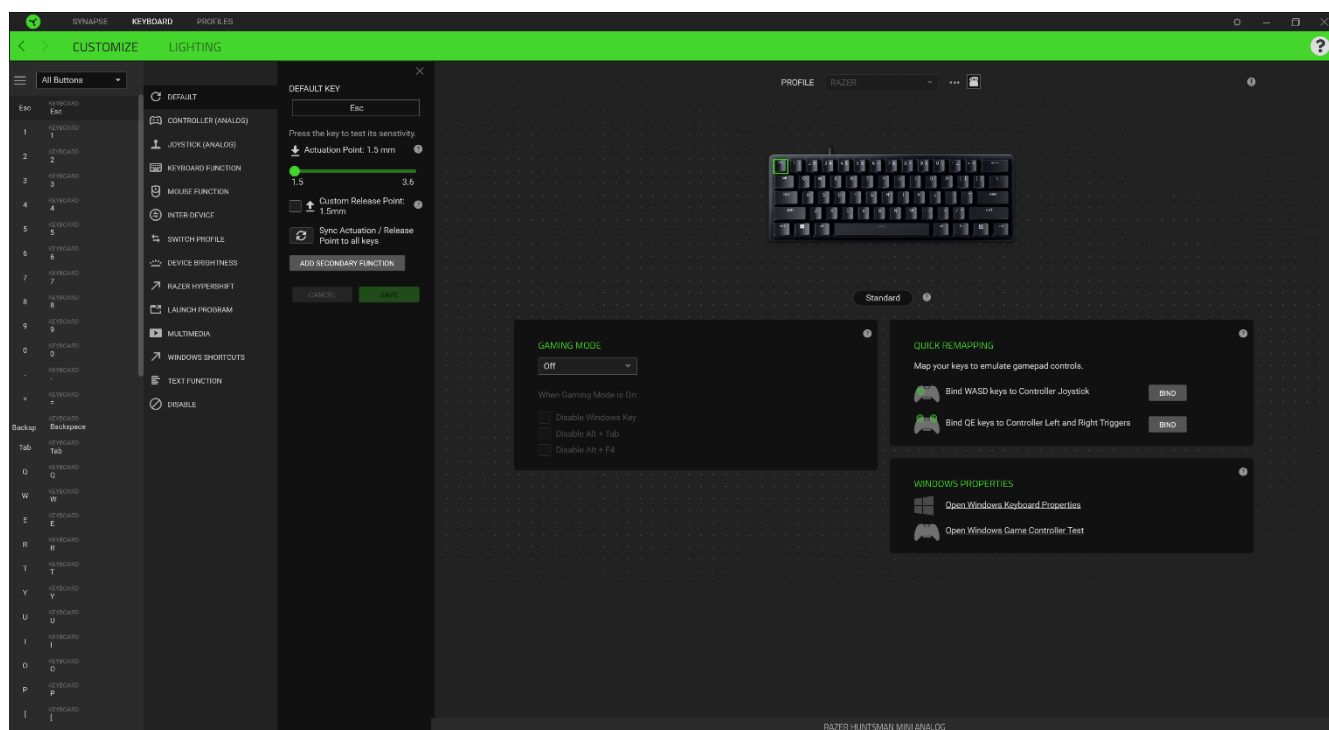 SYNAPSE KEYBOARD PROFILES
CUSTOMIZE LIGHTING
All Buttons
Esc KEYBOARD Esc
1 KEYBOARD 1
2 KEYBOARD 2
3 KEYBOARD 3
4 KEYBOARD 4
5 KEYBOARD 5
6 KEYBOARD 6
7 KEYBOARD 7
8 KEYBOARD 8
9 KEYBOARD 9
0 KEYBOARD 0
- KEYBOARD -
= KEYBOARD =
Backsp KEYBOARD Backspace
Tab KEYBOARD Tab
Q KEYBOARD Q
W KEYBOARD W
E KEYBOARD E
R KEYBOARD R
T KEYBOARD T
Y KEYBOARD Y
U KEYBOARD U
I KEYBOARD I
O KEYBOARD O
P KEYBOARD P
[ KEYBOARD [
DEFAULT
CONTROLLER (ANALOG)
JOYSTICK (ANALOG)
KEYBOARD FUNCTION
MOUSE FUNCTION
INTER-DEVICE
SWITCH PROFILE
DEVICE BRIGHTNESS
RAZER HYPERSHIFT
LAUNCH PROGRAM
MULTIMEDIA
WINDOWS SHORTCUTS
TEXT FUNCTION
DISABLE
DEFAULT KEY
Esc
Press the key to test its sensitivity.
Actuation Point: 1.5 mm
1.5 3.6
Custom Release Point:
1.5mm
Sync Actuation / Release
Point to all keys
ADD SECONDARY FUNCTION
CANCEL SAVE
PROFILE RAZER
Standard
GAMING MODE
Off
When Gaming Mode is On:
Disable Windows Key
Disable Alt + Tab
Disable Alt + F4
QUICK REMAPPING
Map your keys to emulate gamepad controls.
Bind WASD keys to Controller Joystick BIND
Bind QE keys to Controller Left and Right Triggers BIND
WINDOWS PROPERTIES
Open Windows Keyboard Properties
Open Windows Game Controller Test
RAZER HUNTSMAN MINI ANALOG